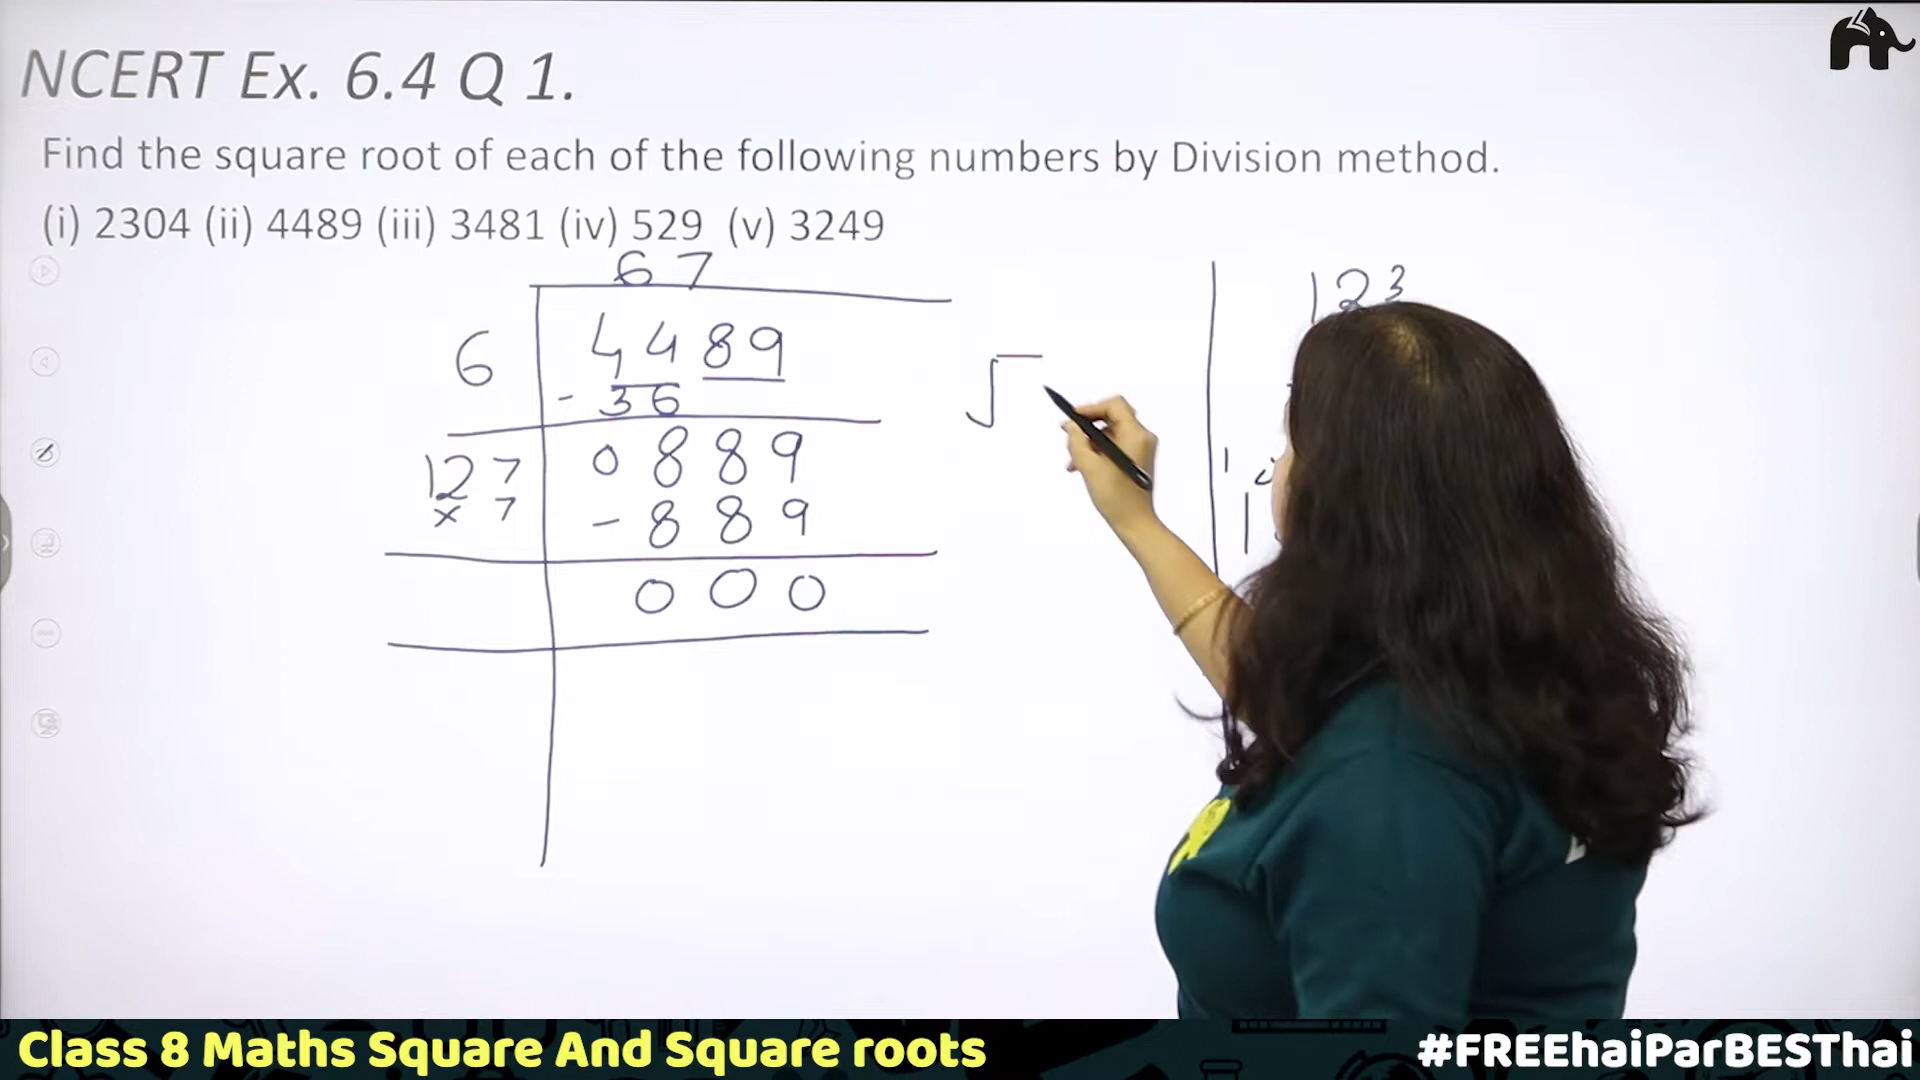 NCERT Ex. 6.4 Q 1.
Find the square root of each of the following numbers by Division method.
(i) 2304 (ii) 4489 (iii) 3481 (iv) 529 (v) 3249
67
6 4489
- 36
127 0889
× 7 - 889
000
√
123
Class 8 Maths Square And Square roots
#FREEhaiParBESThai